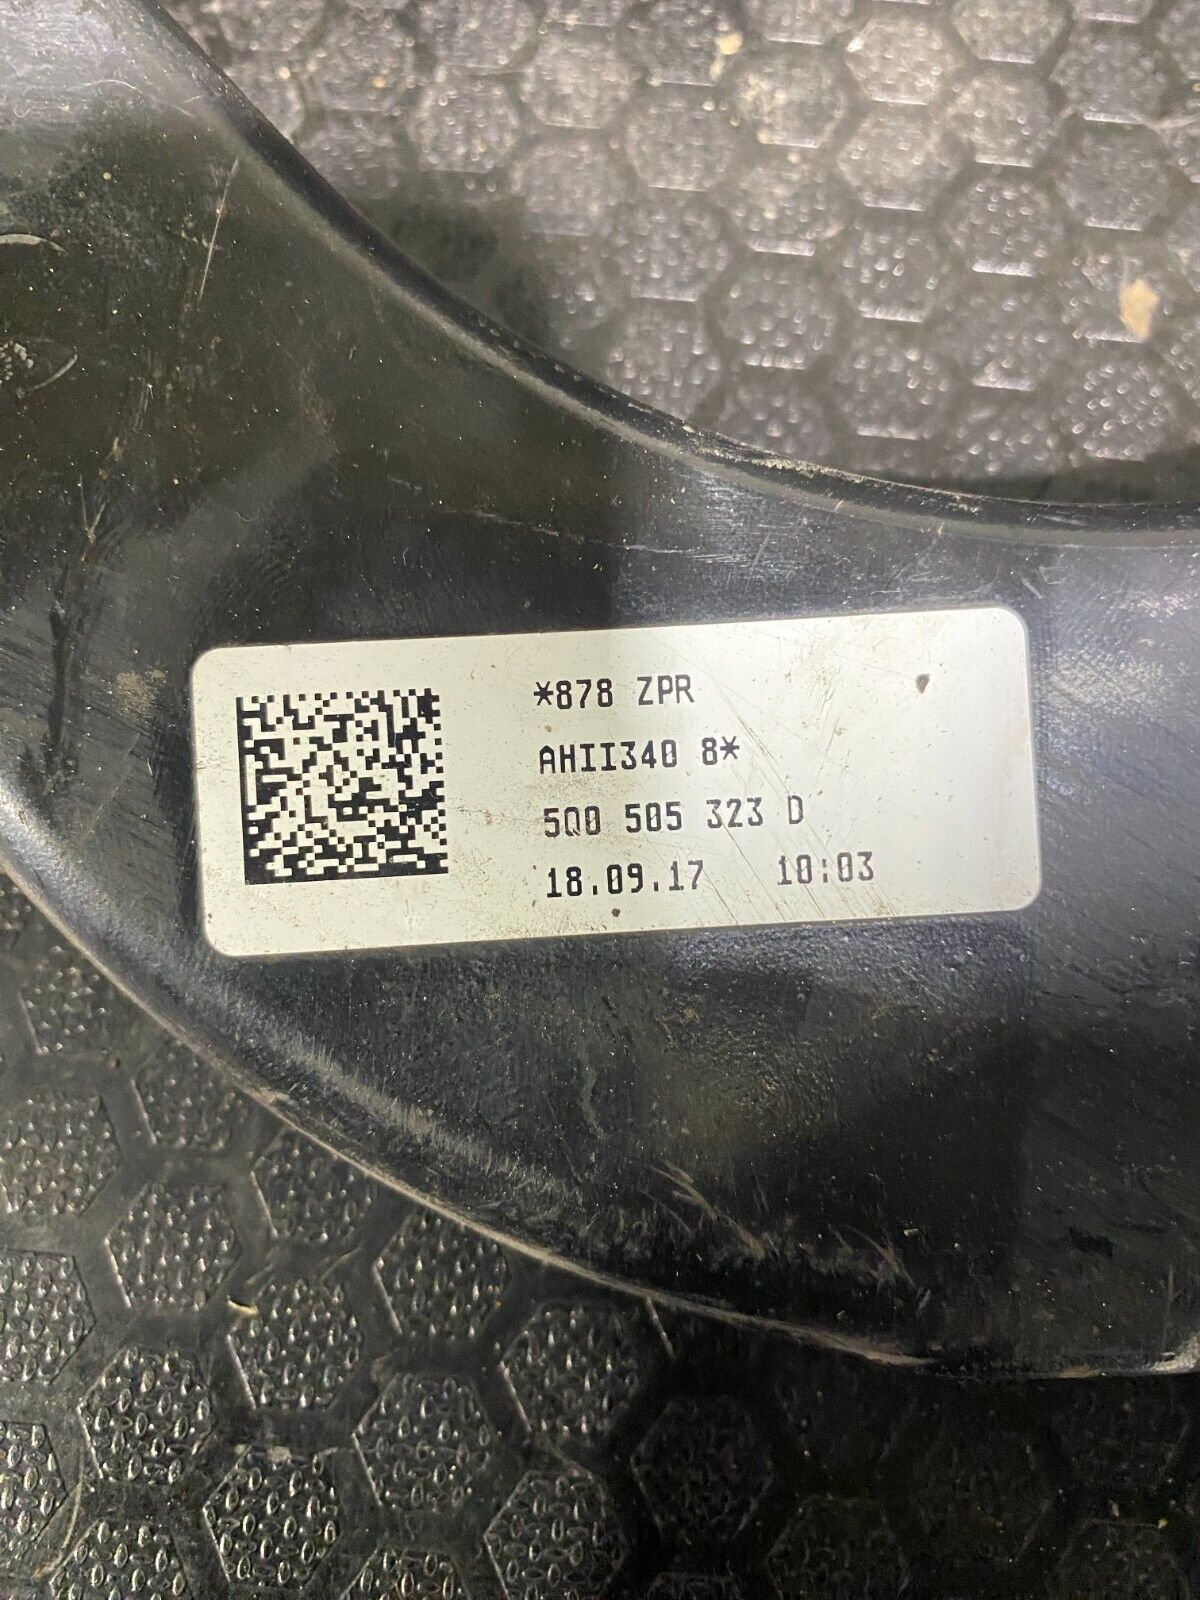 *878 ZPR
AHII340 8*
5Q0 505 323 D
18.09.17 10:03